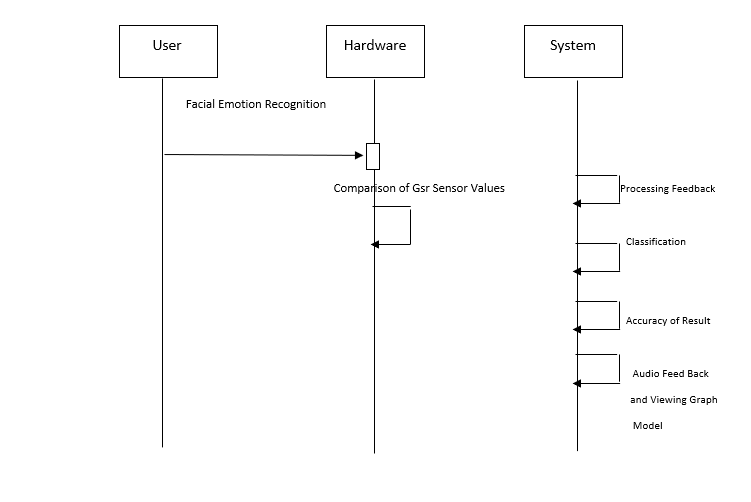 User
Hardware
System
Facial Emotion Recognition
Comparison of Gsr Sensor Values
Processing Feedback
Classification
Accuracy of Result
Audio Feed Back
and Viewing Graph
Model